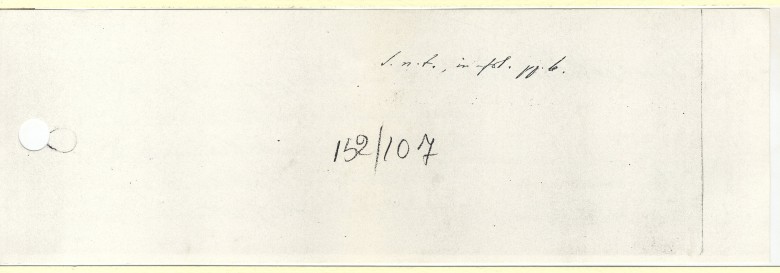 S. n. t., in-fol. pp. 6.
152/107